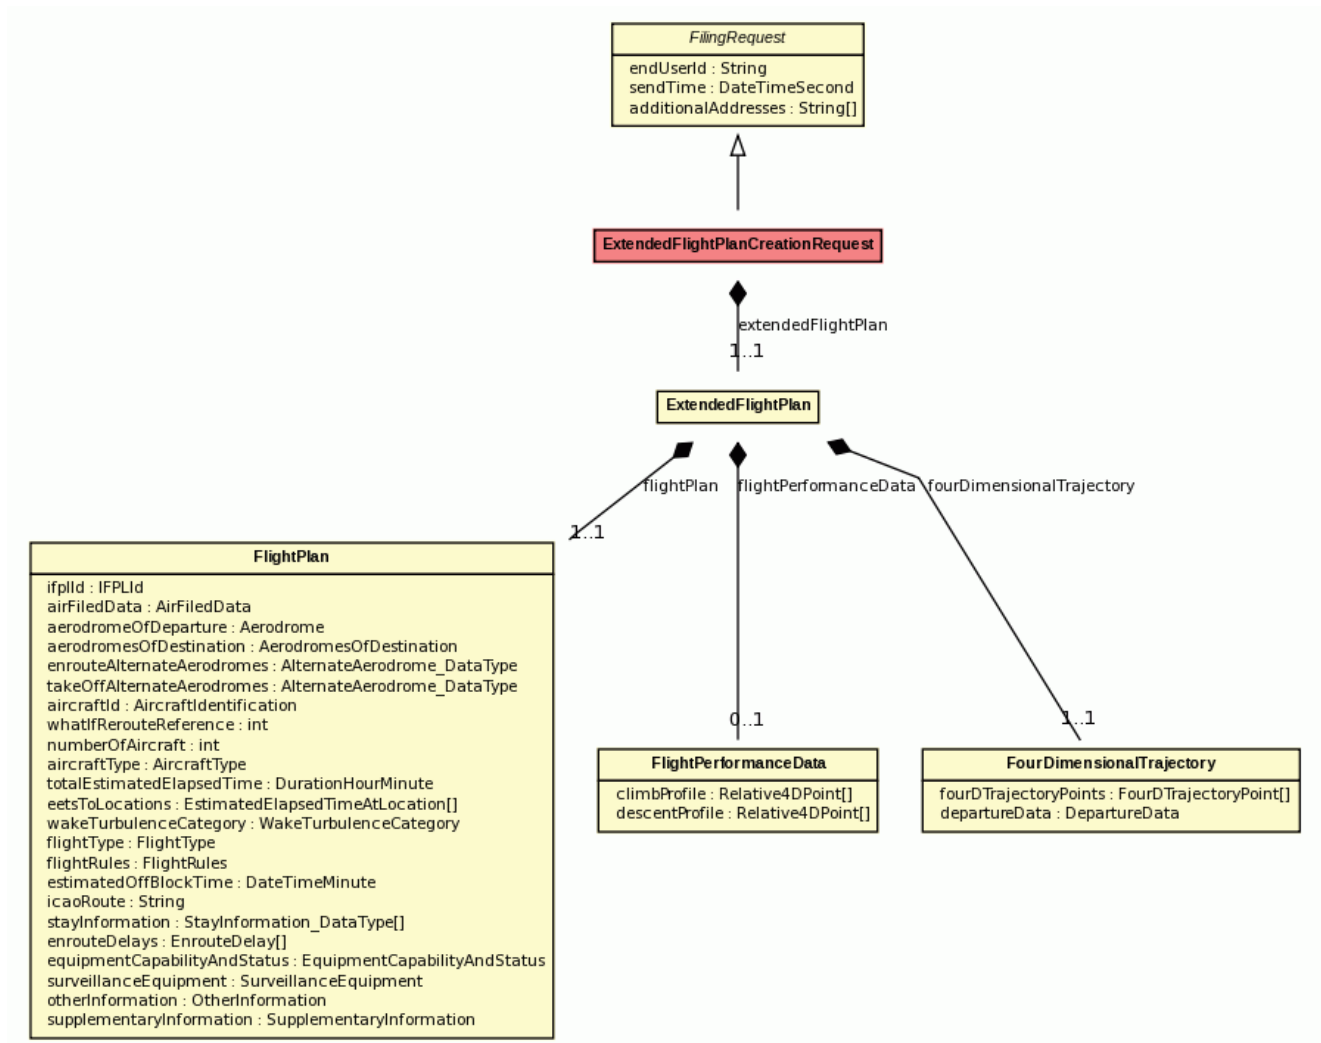 FilingRequest
endUserId : String
sendTime : DateTimeSecond
additionalAddresses : String[]
ExtendedFlightPlanCreationRequest
extendedFlightPlan
1..1
ExtendedFlightPlan
flightPlan
flightPerformanceData
fourDimensionalTrajectory
1..1
FlightPlan
ifplId : IFPLId
airFiledData : AirFiledData
aerodromeOfDeparture : Aerodrome
aerodromesOfDestination : AerodromesOfDestination
enrouteAlternateAerodromes : AlternateAerodrome_DataType
takeOffAlternateAerodromes : AlternateAerodrome_DataType
aircraftId : AircraftIdentification
whatIfRerouteReference : int
numberOfAircraft : int
aircraftType : AircraftType
totalEstimatedElapsedTime : DurationHourMinute
eetsToLocations : EstimatedElapsedTimeAtLocation[]
wakeTurbulenceCategory : WakeTurbulenceCategory
flightType : FlightType
flightRules : FlightRules
estimatedOffBlockTime : DateTimeMinute
icaoRoute : String
stayInformation : StayInformation_DataType[]
enrouteDelays : EnrouteDelay[]
equipmentCapabilityAndStatus : EquipmentCapabilityAndStatus
surveillanceEquipment : SurveillanceEquipment
otherInformation : OtherInformation
supplementaryInformation : SupplementaryInformation
0..1
FlightPerformanceData
climbProfile : Relative4DPoint[]
descentProfile : Relative4DPoint[]
1..1
FourDimensionalTrajectory
fourDTrajectoryPoints : FourDTrajectoryPoint[]
departureData : DepartureData